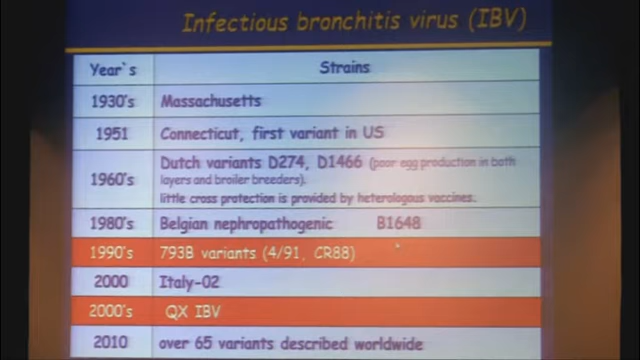 Infectious bronchitis virus (IBV)
Year`s Strains
1930's Massachusetts
1951 Connecticut, first variant in US
1960's Dutch variants D274, D1466 (poor egg production in both
layers and broiler breeders).
little cross protection is provided by heterologous vaccines.
1980's Belgian nephropathogenic B1648
1990's 793B variants (4/91, CR88)
2000 Italy-02
2000's QX IBV
2010 over 65 variants described worldwide